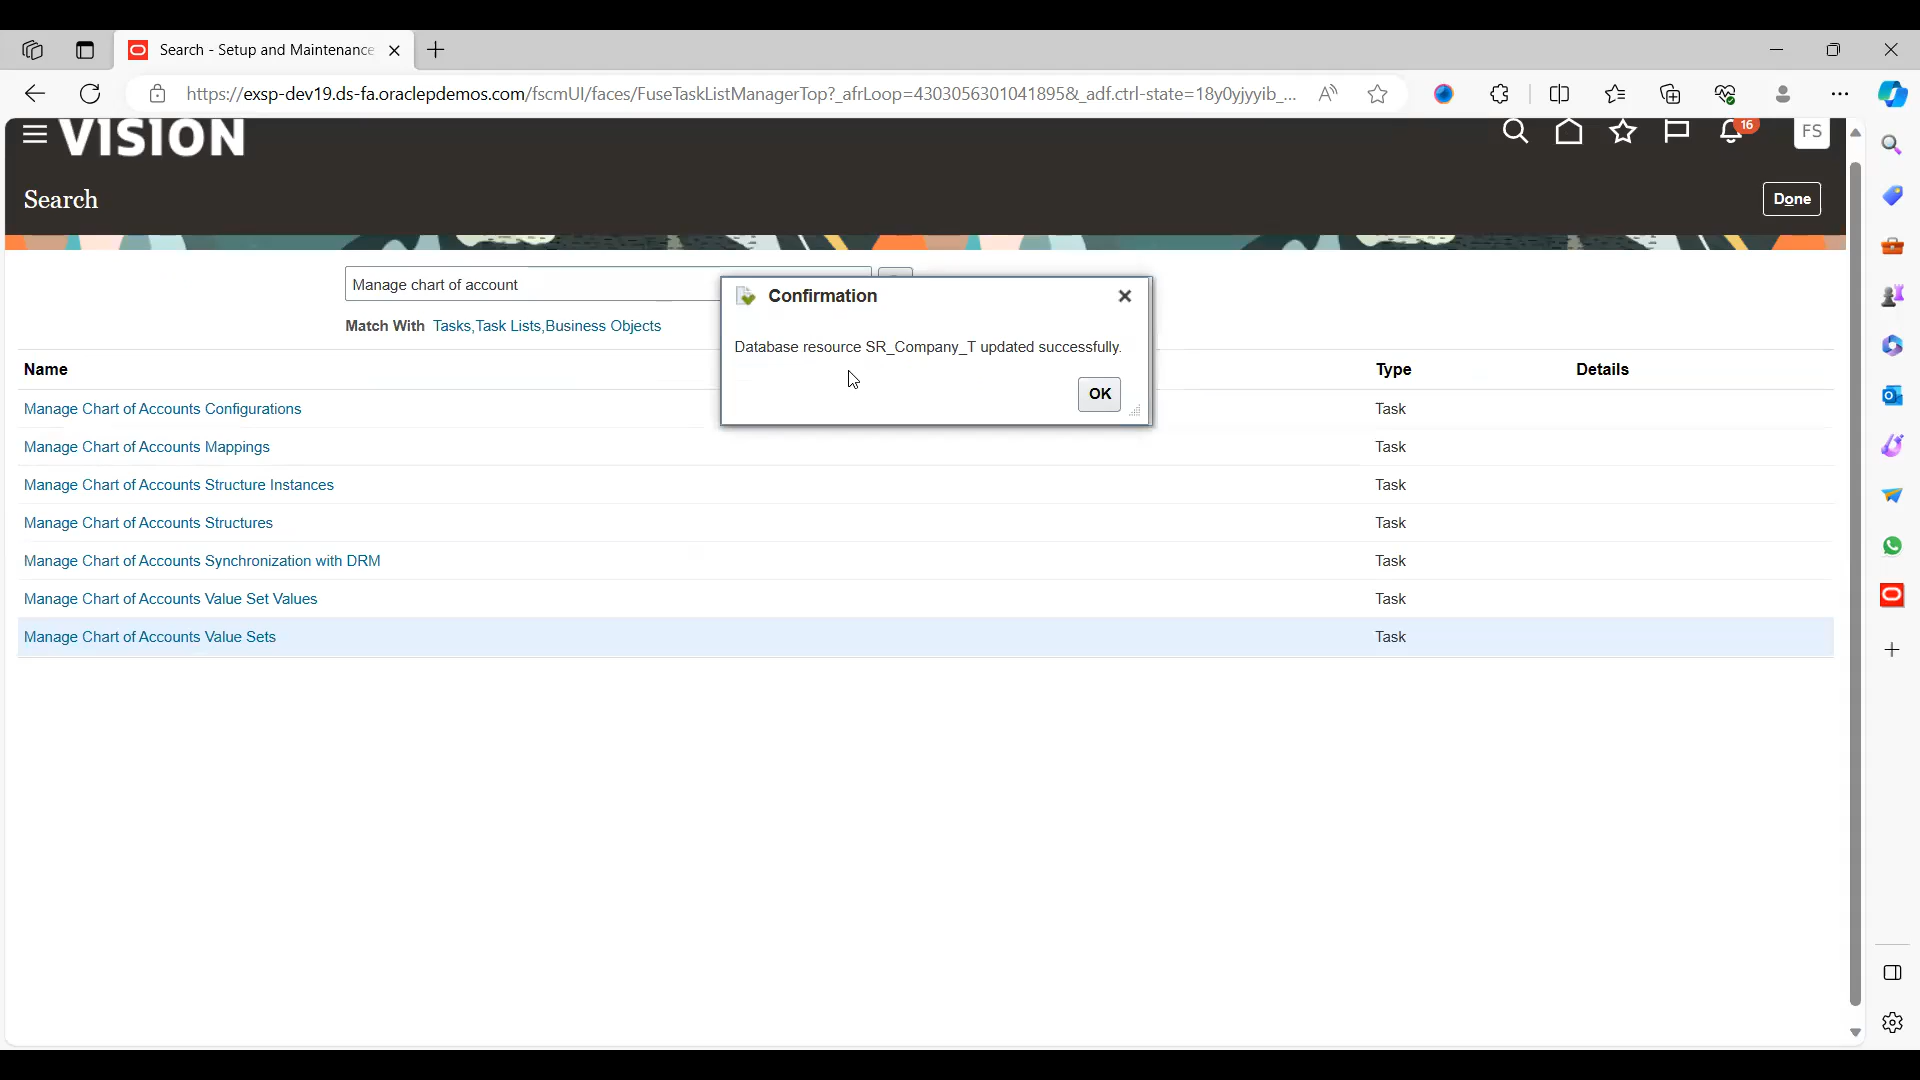 Search - Setup and Maintenance
https://exsp-dev19.ds-fa.oraclepdemos.com/fscmUI/faces/FuseTaskListManagerTop?_afrLoop=4303056301041895&_adf.ctrl-state=18y0yjyyib_...
VISION
16
FS
Search
Done
Manage chart of account
Match With Tasks,Task Lists,Business Objects
Confirmation
Database resource SR_Company_T updated successfully.
OK
Name Type Details
Manage Chart of Accounts Configurations Task
Manage Chart of Accounts Mappings Task
Manage Chart of Accounts Structure Instances Task
Manage Chart of Accounts Structures Task
Manage Chart of Accounts Synchronization with DRM Task
Manage Chart of Accounts Value Set Values Task
Manage Chart of Accounts Value Sets Task